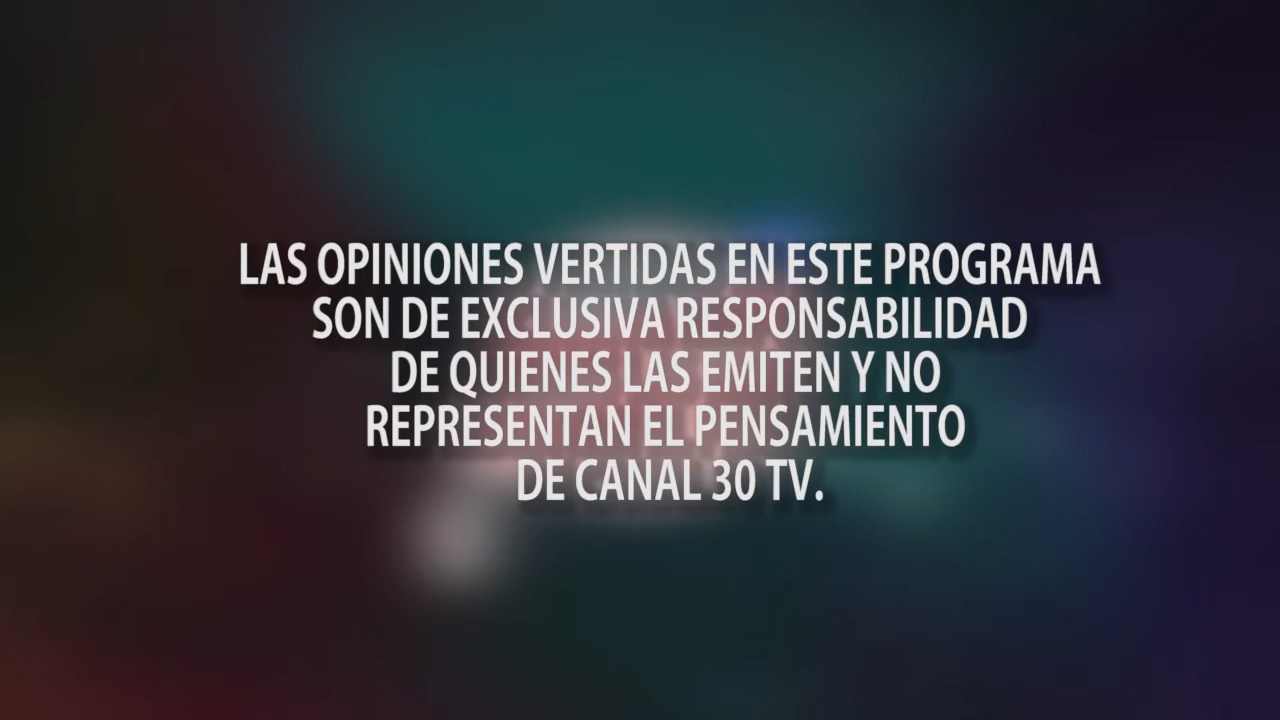 LAS OPINIONES VERTIDAS EN ESTE PROGRAMA
SON DE EXCLUSIVA RESPONSABILIDAD
DE QUIENES LAS EMITEN Y NO
REPRESENTAN EL PENSAMIENTO
DE CANAL 30 TV.